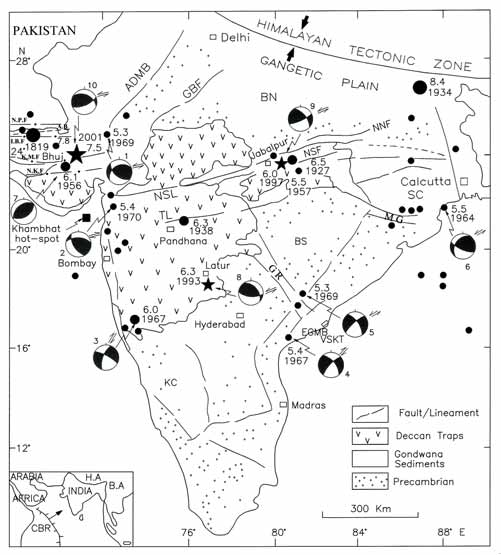 PAKISTAN
Delhi
HIMALAYAN TECTONIC ZONE
28°
ADMB
GBF
GANGETIC PLAIN
BN
10
9
8.4
1934
N.P.F
I.B.F
K.M.F
N.K.F
24°
1819
7.8
2001
7.5
5.3
1969
Bhuj
6.1
1956
1
Jabalpur
NSF
NNF
6.0
1997
6.5
1927
5.5
1957
Calcutta
SC
NSL
5.4
1970
TL
6.3
1938
Pandhana
7
Khambhat
hot-spot
2
Bombay
20°
MG
5.5
1964
6
BS
Latur
6.3
1993
8
GR
5.3
1969
5
Hyderabad
6.0
1967
3
EGMB
VSKT
5.4
1967
4
16°
KC
Madras
12°
Fault/Lineament
Deccan Traps
Gondwana
Sediments
Precambrian
300 Km
ARABIA
H.A
INDIA
B.A
AFRICA
CBR
76°
80°
84°
88° E